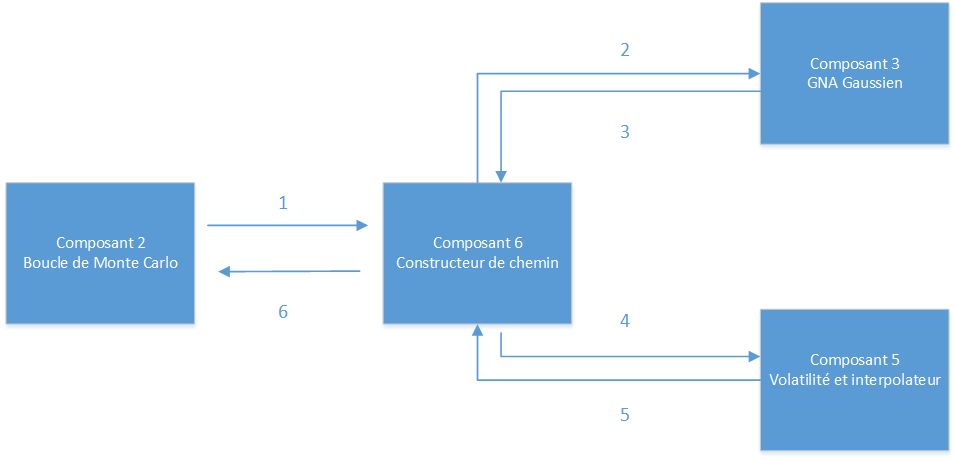 2
Composant 3
GNA Gaussien
3
1
Composant 2
Boucle de Monte Carlo
Composant 6
Constructeur de chemin
6
4
Composant 5
Volatilité et interpolateur
5